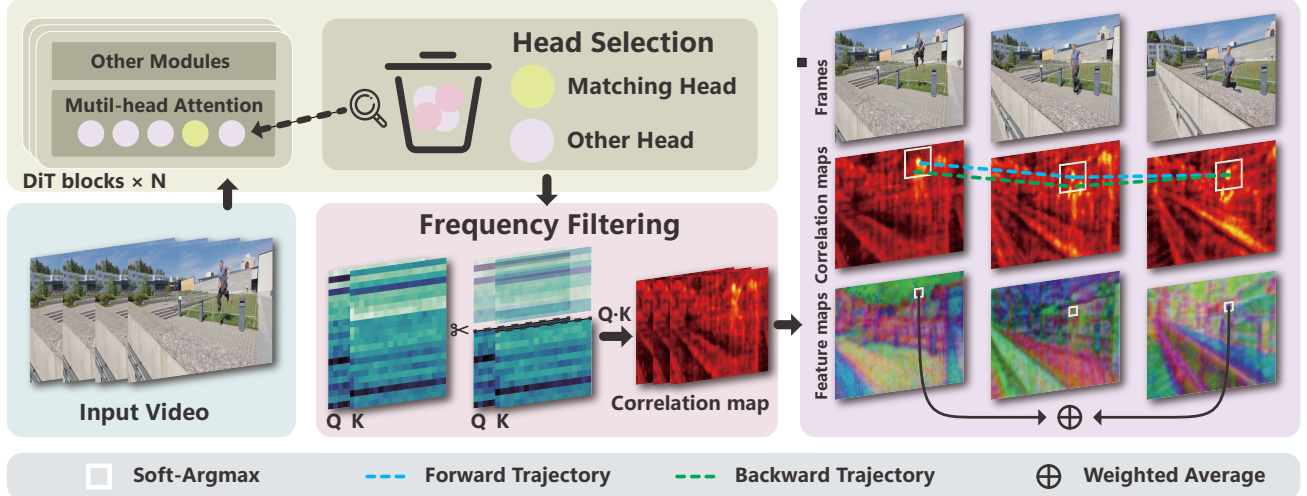 Other Modules
Mutil-head Attention
DiT blocks × N
Head Selection
Matching Head
Other Head
Input Video
Frequency Filtering
Q K
Q K
Q·K
Correlation map
Frames
Correlation maps
Feature maps
Soft-Argmax
Forward Trajectory
Backward Trajectory
Weighted Average